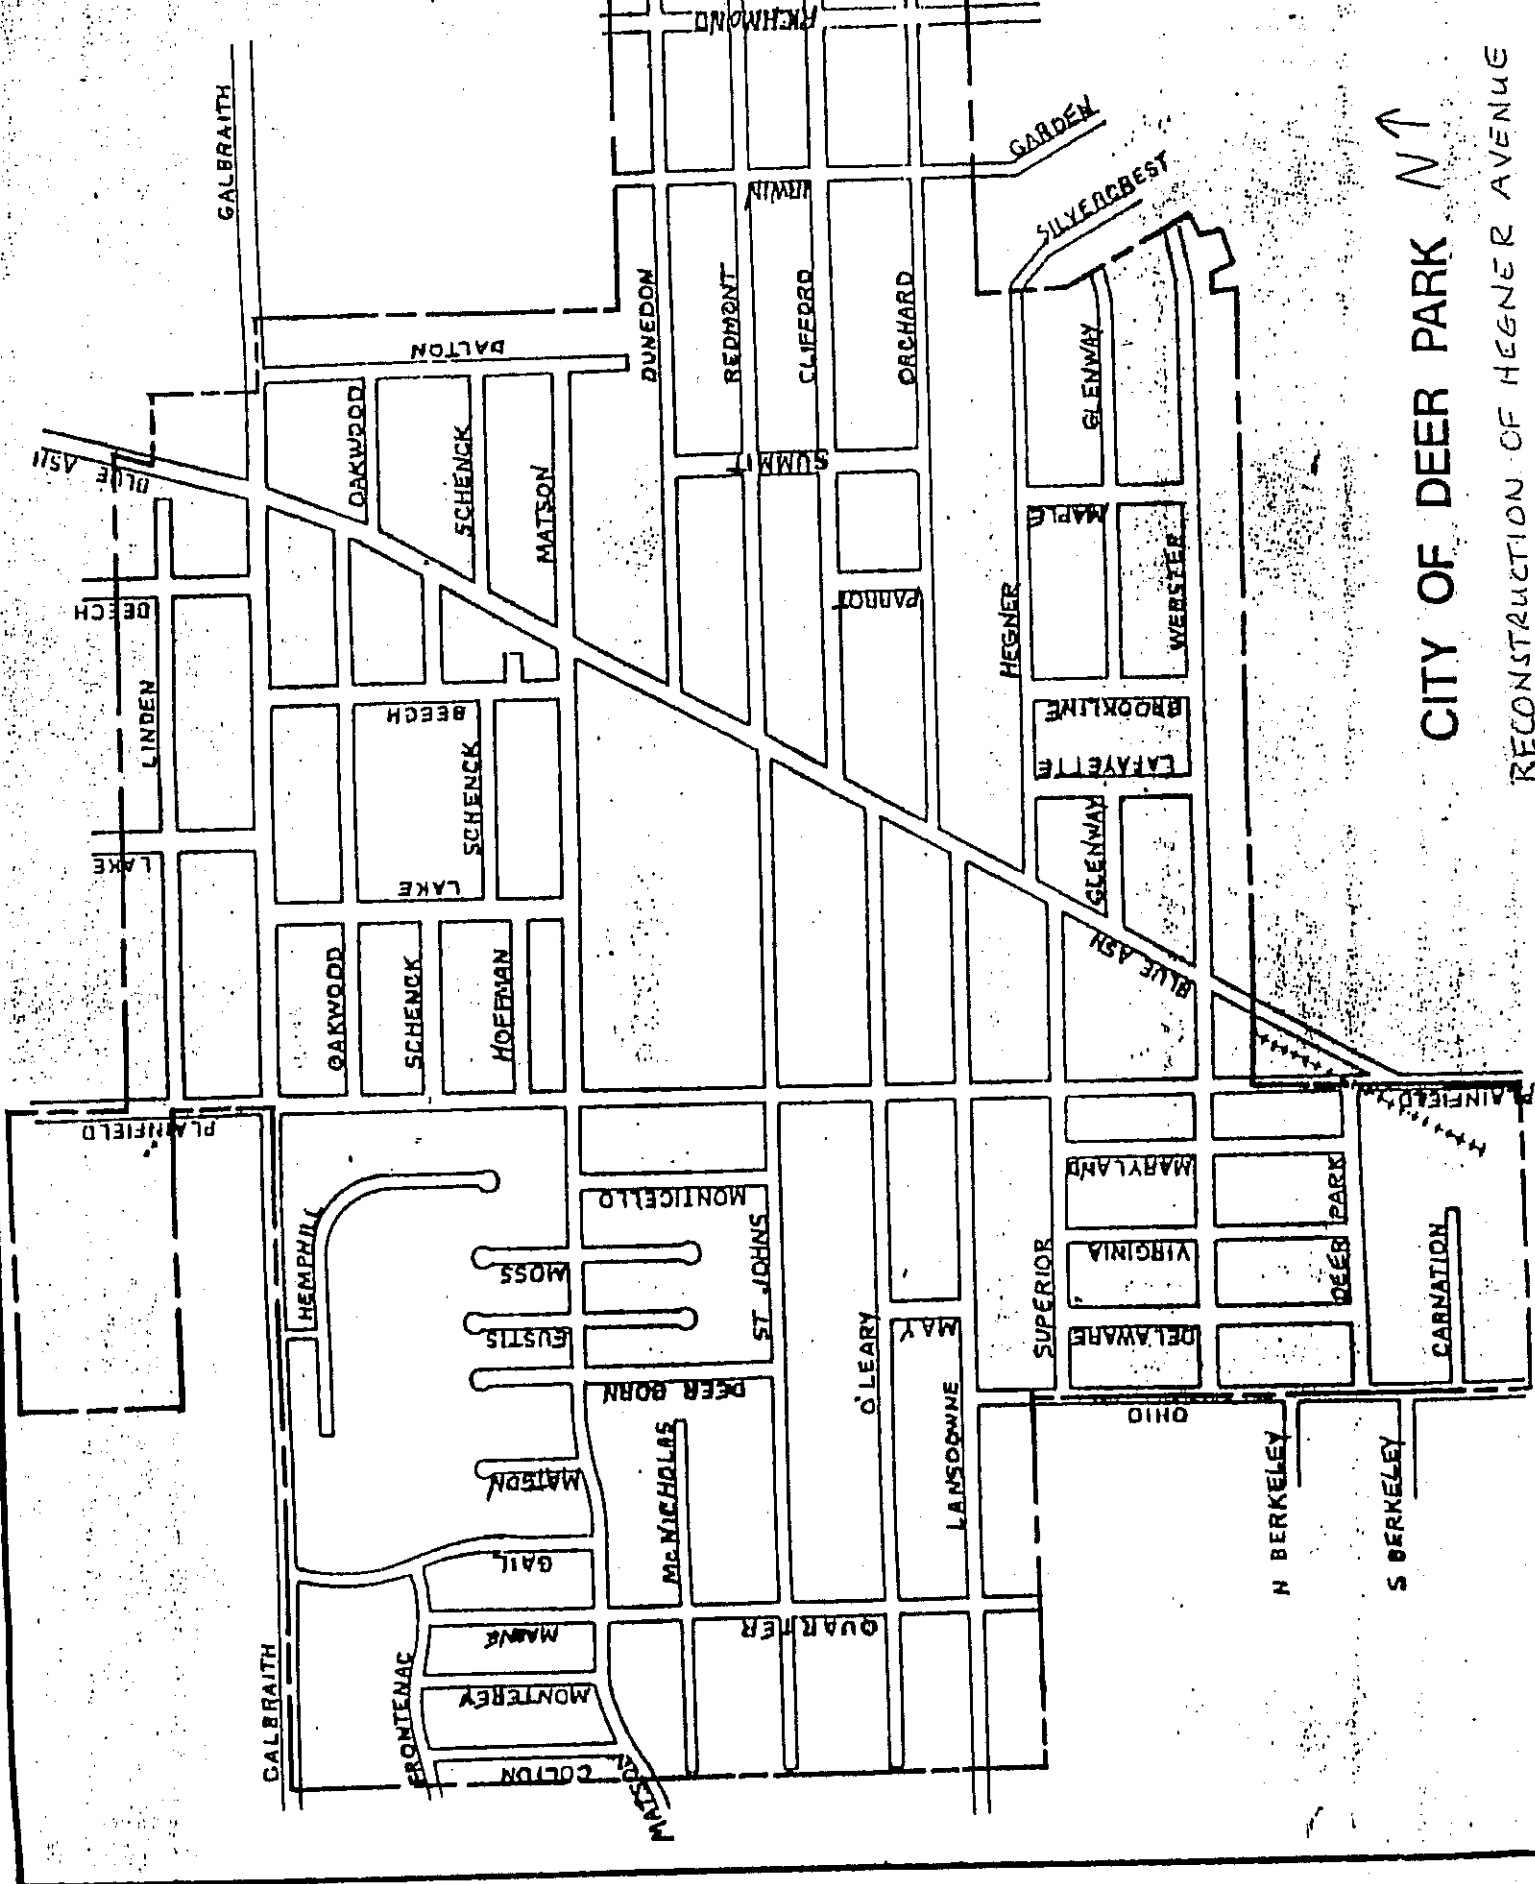 RICHMOND
GALBRAITH
GARDEN
IRWIN
SILVERCREST
DALTON
DUNEDON
REDMONT
CLIFFORD
ORCHARD
GLENWAY
BLUE ASH
OAKWOOD
SCHENCK
MATSON
SUMMIT
MAPLE
WEBSTER
BEECH
PARROT
HEGNER
LINDEN
BEECH
SCHENCK
BROOKLINE
LAFAYETTE
LAKE
LAKE
GLENWAY
OAKWOOD
SCHENCK
HOFFMAN
BLUE ASH
PLAINFIELD
PLAINFIELD
HEMPHILL
MONTICELLO
MARYLAND
DEER PARK
MOSS
ST. JOHNS
SUPERIOR
VIRGINIA
CARNATION
EUSTIS
O'LEARY
MAY
DELAWARE
DEER BORN
LANSDOWNE
OHIO
MATSON
McNICHOLAS
N BERKELEY
S BERKELEY
GAIL
QUARTER
GALBRAITH
FRONTENAC
MONTEREY
COLTON
CITY OF DEER PARK N
RECONSTRUCTION OF HEGNER AVENUE